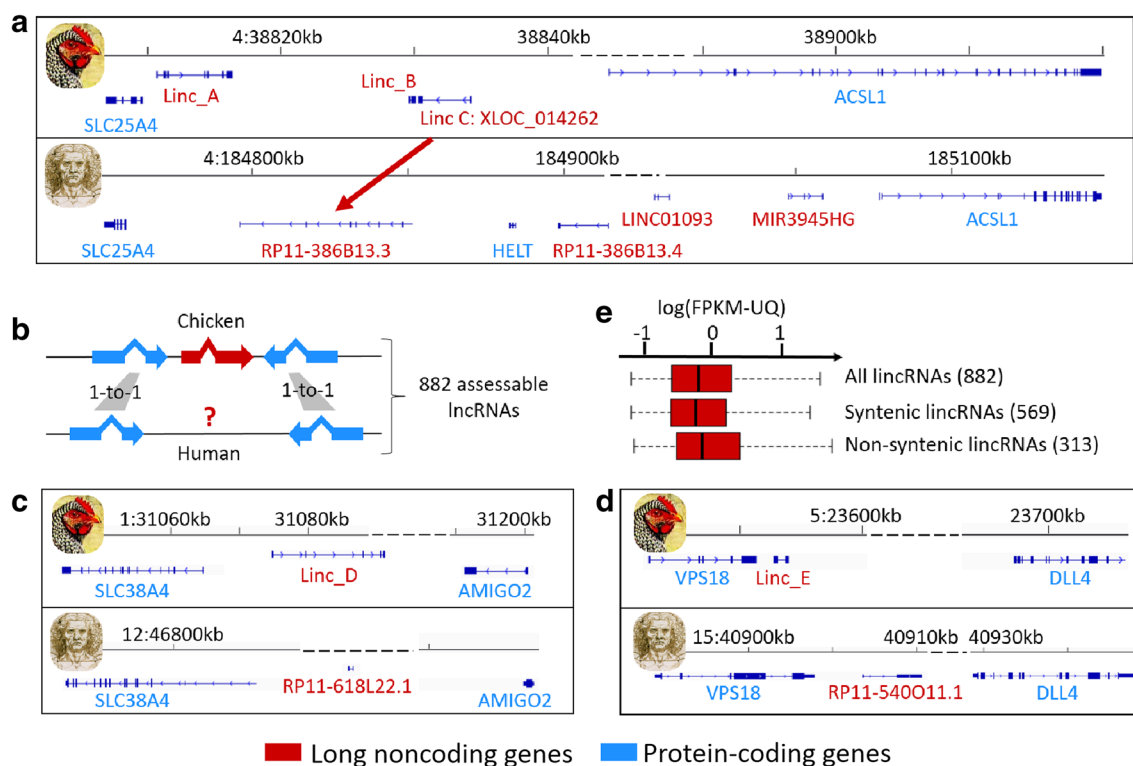 a
4:38820kb 38840kb 38900kb
Linc_A
Linc_B
SLC25A4
Linc C: XLOC_014262
ACSL1
4:184800kb 184900kb 185100kb
SLC25A4
RP11-386B13.3
HELT
RP11-386B13.4
LINC01093
MIR3945HG
ACSL1
b
Chicken
1-to-1
1-to-1
?
Human
882 assessable
lncRNAs
e
log(FPKM-UQ)
-1 0 1
All lincRNAs (882)
Syntenic lincRNAs (569)
Non-syntenic lincRNAs (313)
c
1:31060kb 31080kb 31200kb
SLC38A4
Linc_D
AMIGO2
12:46800kb
SLC38A4
RP11-618L22.1
AMIGO2
d
5:23600kb 23700kb
VPS18
Linc_E
DLL4
15:40900kb 40910kb 40930kb
VPS18
RP11-540O11.1
DLL4
Long noncoding genes
Protein-coding genes